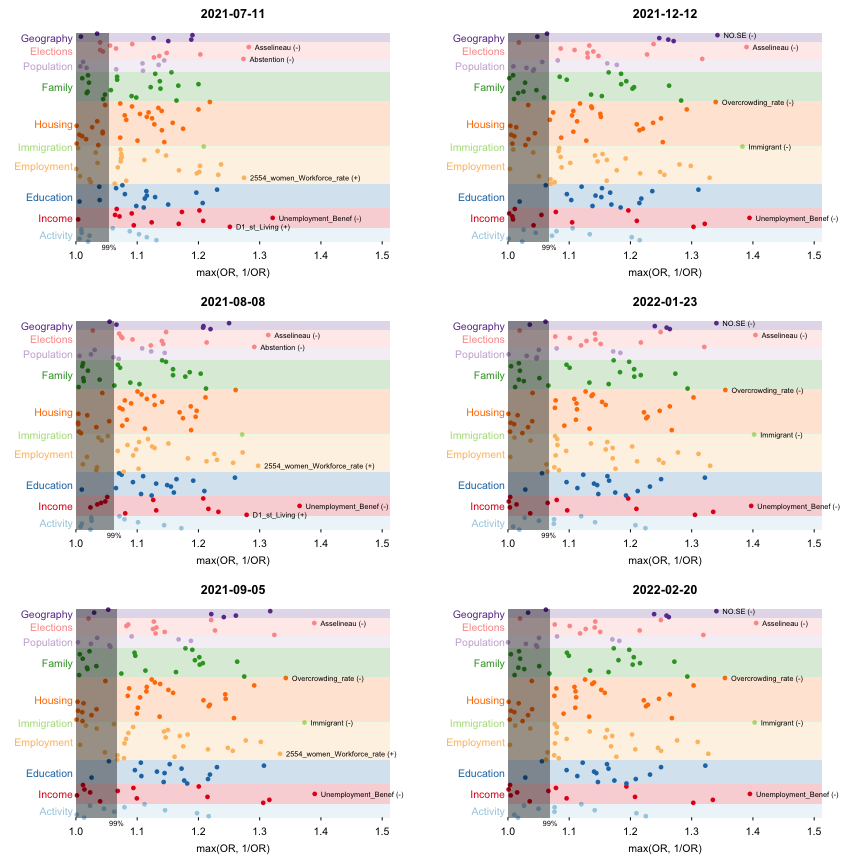 2021-07-11
Geography
Elections
Population
Family
Housing
Immigration
Employment
Education
Income
Activity
Asselineau (-)
Abstention (-)
2554_women_Workforce_rate (+)
Unemployment_Benef (-)
D1_st_Living (+)
99%
1.0 1.1 1.2 1.3 1.4 1.5
max(OR, 1/OR)
2021-12-12
Geography
Elections
Population
Family
Housing
Immigration
Employment
Education
Income
Activity
NO.SE (-)
Asselineau (-)
Overcrowding_rate (-)
Immigrant (-)
Unemployment_Benef (-)
99%
1.0 1.1 1.2 1.3 1.4 1.5
max(OR, 1/OR)
2021-08-08
Geography
Elections
Population
Family
Housing
Immigration
Employment
Education
Income
Activity
Asselineau (-)
Abstention (-)
2554_women_Workforce_rate (+)
Unemployment_Benef (-)
D1_st_Living (+)
99%
1.0 1.1 1.2 1.3 1.4 1.5
max(OR, 1/OR)
2022-01-23
Geography
Elections
Population
Family
Housing
Immigration
Employment
Education
Income
Activity
NO.SE (-)
Asselineau (-)
Overcrowding_rate (-)
Immigrant (-)
Unemployment_Benef (-)
99%
1.0 1.1 1.2 1.3 1.4 1.5
max(OR, 1/OR)
2021-09-05
Geography
Elections
Population
Family
Housing
Immigration
Employment
Education
Income
Activity
Asselineau (-)
Overcrowding_rate (-)
Immigrant (-)
2554_women_Workforce_rate (+)
Unemployment_Benef (-)
99%
1.0 1.1 1.2 1.3 1.4 1.5
max(OR, 1/OR)
2022-02-20
Geography
Elections
Population
Family
Housing
Immigration
Employment
Education
Income
Activity
NO.SE (-)
Asselineau (-)
Overcrowding_rate (-)
Immigrant (-)
Unemployment_Benef (-)
99%
1.0 1.1 1.2 1.3 1.4 1.5
max(OR, 1/OR)